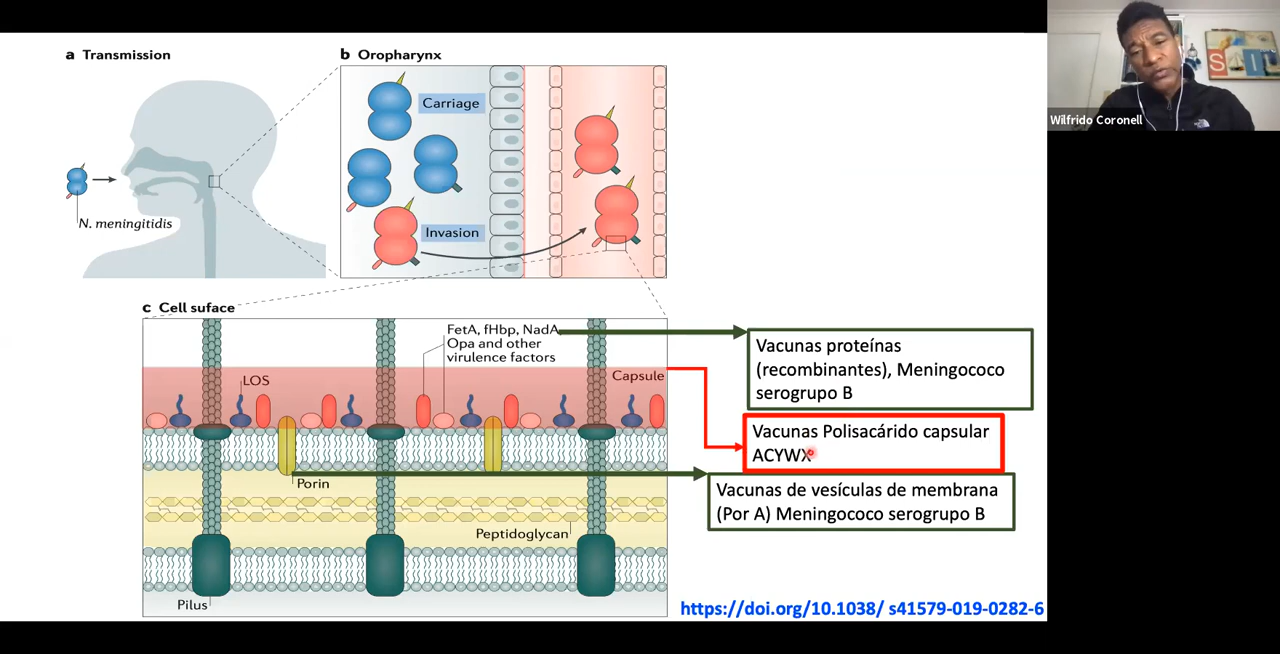 a Transmission
N. meningitidis
b Oropharynx
Carriage
Invasion
c Cell suface
FetA, fHbp, NadA,
Opa and other
virulence factors
LOS
Capsule
Porin
Peptidoglycan
Pilus
Vacunas proteínas
(recombinantes), Meningococo
serogrupo B
Vacunas Polisacárido capsular
ACYWX
Vacunas de vesículas de membrana
(Por A) Meningococo serogrupo B
https://doi.org/10.1038/ s41579-019-0282-6
Wilfrido Coronell